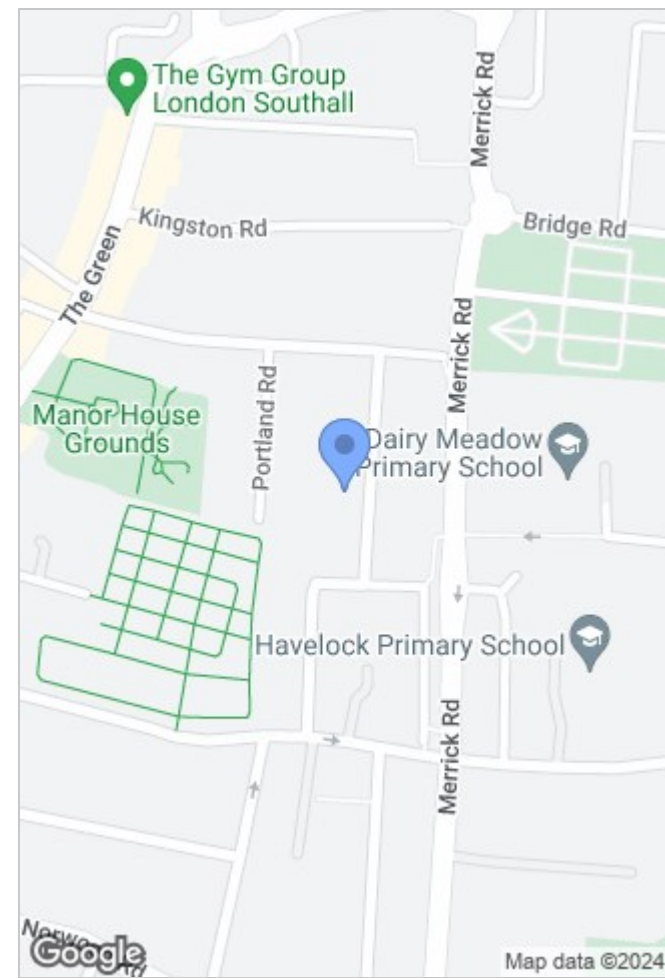 The Gym Group
London Southall
Merrick Rd
Kingston Rd
Bridge Rd
The Green
Merrick Rd
Manor House
Grounds
Portland Rd
Dairy Meadow
Primary School
Havelock Primary School
Merrick Rd
Google
Map data ©2024